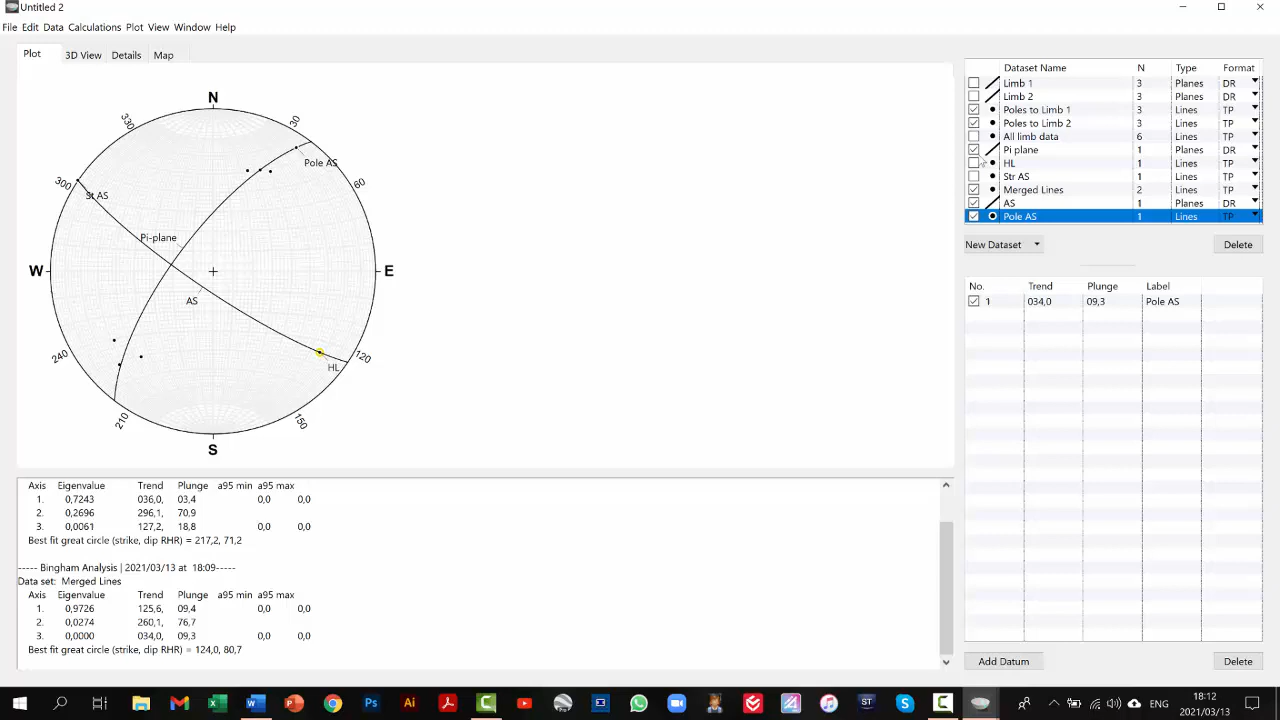 Untitled 2
File Edit Data Calculations Plot View Window Help
Plot 3D View Details Map
N
30
60
E
120
150
S
210
240
W
300
330
Pole AS
St AS
Pi-plane
AS
HL
Dataset Name N Type Format
Limb 1 3 Planes DR
Limb 2 3 Planes DR
Poles to Limb 1 3 Lines TP
Poles to Limb 2 3 Lines TP
All limb data 6 Lines TP
Pi plane 1 Planes DR
HL 1 Lines TP
Str AS 1 Lines TP
Merged Lines 2 Lines TP
AS 1 Planes DR
Pole AS 1 Lines TP
New Dataset Delete
No. Trend Plunge Label
1 034,0 09,3 Pole AS
Add Datum Delete
Axis Eigenvalue Trend Plunge a95 min a95 max
1. 0,7243 036,0, 03,4 0,0 0,0
2. 0,2696 296,1, 70,9
3. 0,0061 127,2, 18,8 0,0 0,0
Best fit great circle (strike, dip RHR) = 217,2, 71,2
----- Bingham Analysis | 2021/03/13 at 18:09-----
Data set: Merged Lines
Axis Eigenvalue Trend Plunge a95 min a95 max
1. 0,9726 125,6, 09,4 0,0 0,0
2. 0,0274 260,1, 76,7
3. 0,0000 034,0, 09,3 0,0 0,0
Best fit great circle (strike, dip RHR) = 124,0, 80,7
ENG
18:12
2021/03/13